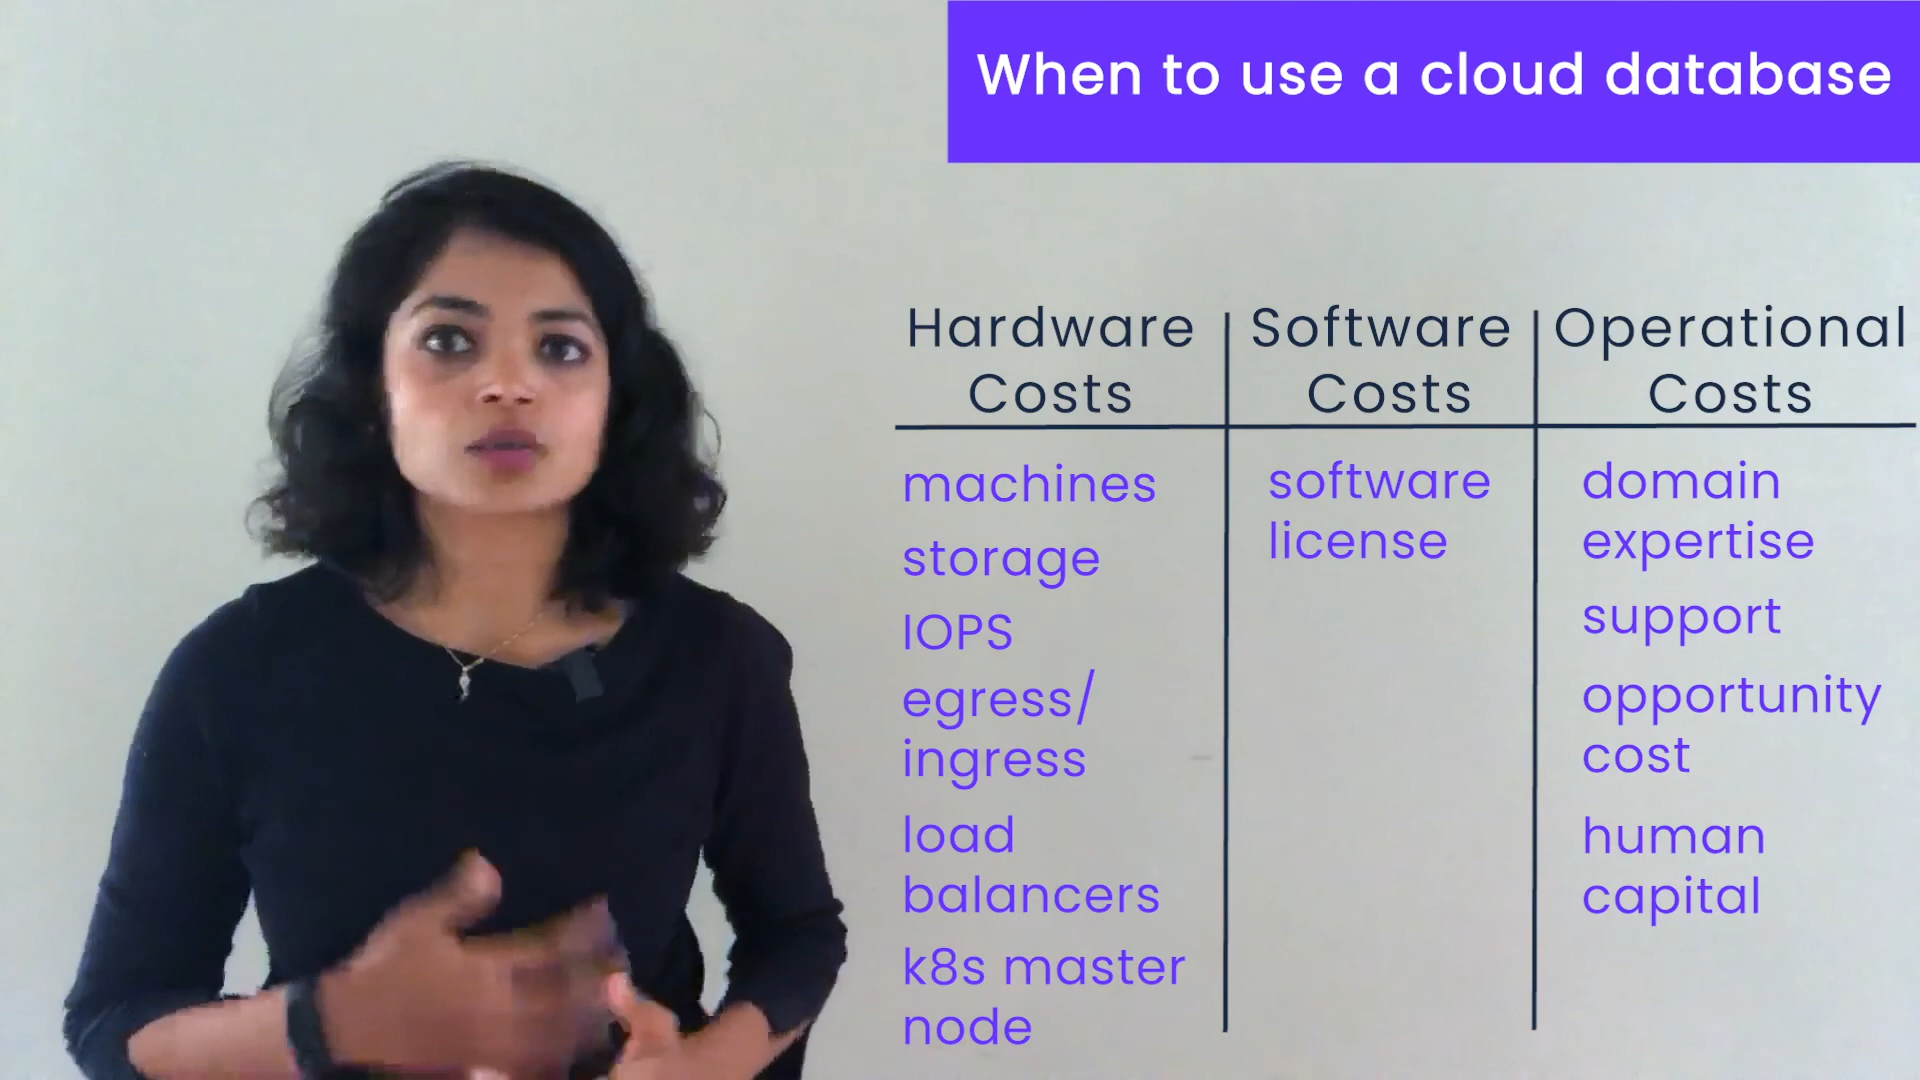 When to use a cloud database
Hardware
Costs
Software
Costs
Operational
Costs
machines
storage
IOPS
egress/
ingress
load
balancers
k8s master
node
software
license
domain
expertise
support
opportunity
cost
human
capital